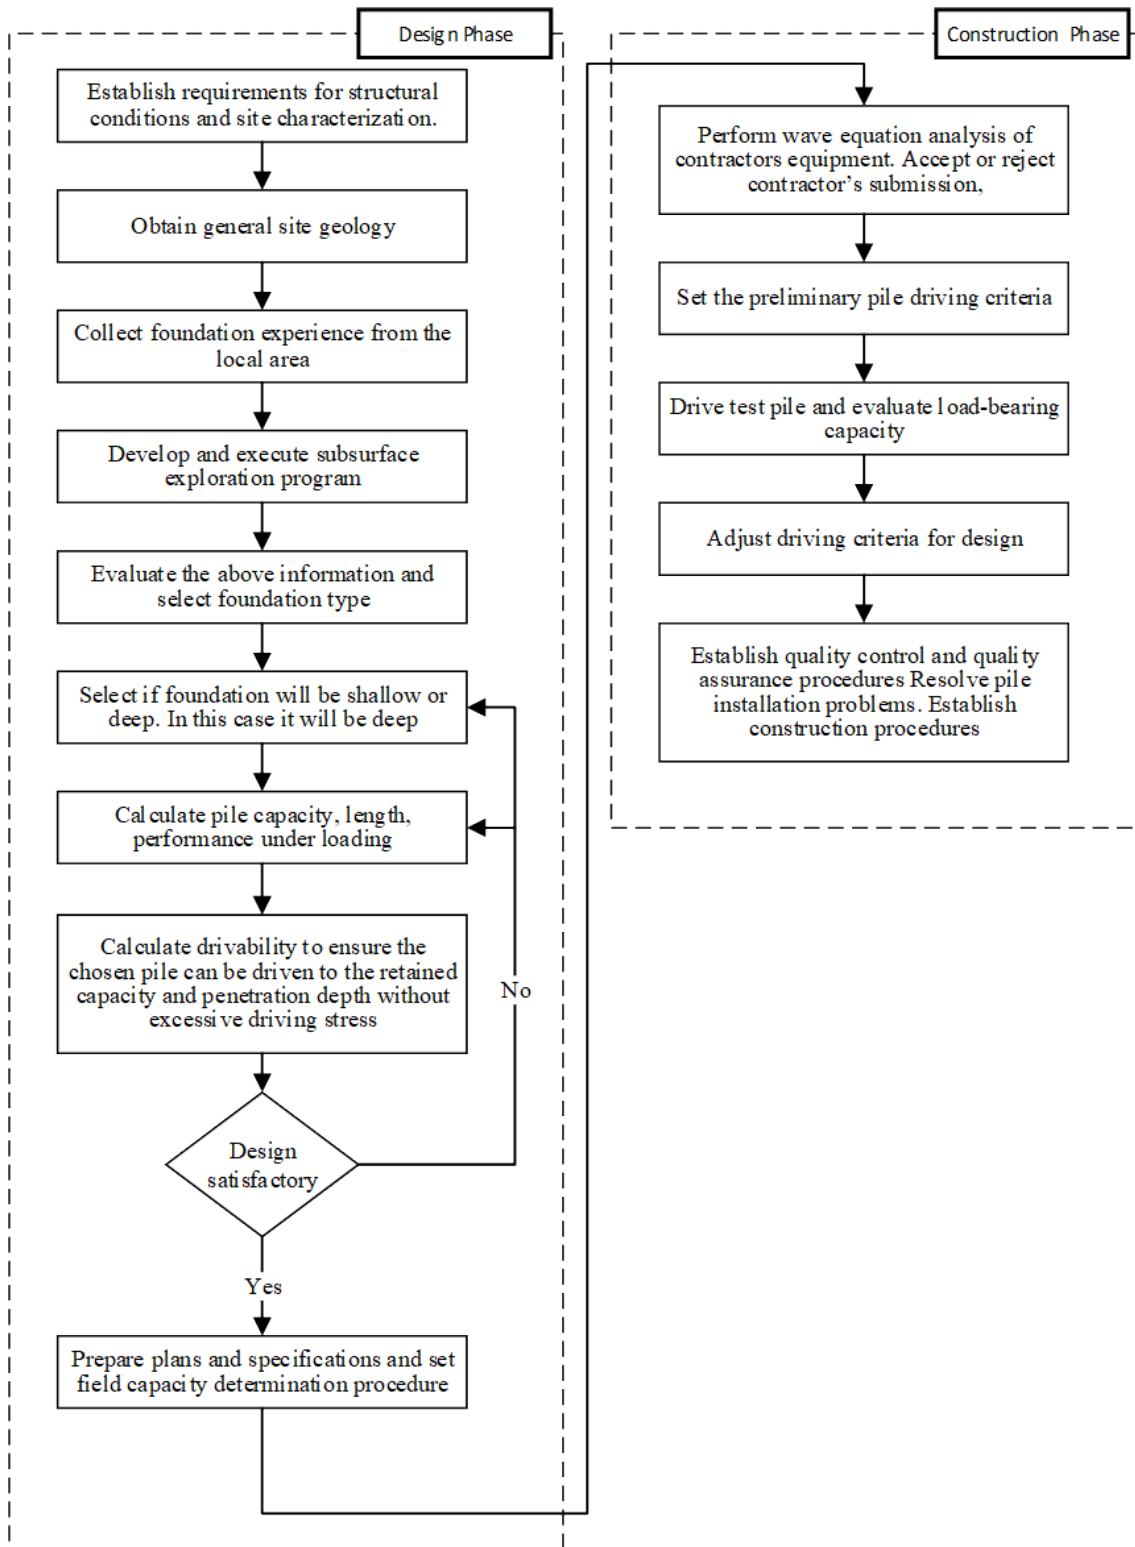 Design Phase
Establish requirements for structural
conditions and site characterization.
Obtain general site geology
Collect foundation experience from the
local area
Develop and execute subsurface
exploration program
Evaluate the above information and
select foundation type
Select if foundation will be shallow or
deep. In this case it will be deep
Calculate pile capacity, length,
performance under loading
Calculate drivability to ensure the
chosen pile can be driven to the retained
capacity and penetration depth without
excessive driving stress
No
Design
satisfactory
Yes
Prepare plans and specifications and set
field capacity determination procedure
Construction Phase
Perform wave equation analysis of
contractors equipment. Accept or reject
contractor’s submission,
Set the preliminary pile driving criteria
Drive test pile and evaluate load-bearing
capacity
Adjust driving criteria for design
Establish quality control and quality
assurance procedures Resolve pile
installation problems. Establish
construction procedures